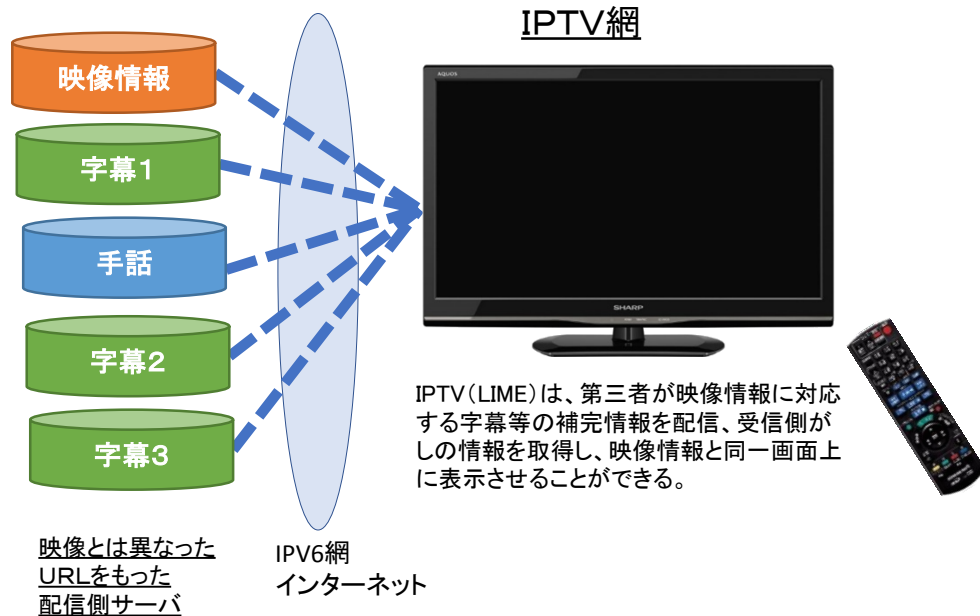 IPTV網
映像情報
字幕1
手話
字幕2
字幕3
AQUOS
SHARP
IPTV(LIME)は、第三者が映像情報に対応
する字幕等の補完情報を配信、受信側が
しの情報を取得し、映像情報と同一画面上
に表示させることができる。
映像とは異なった
URLをもった
配信側サーバ
IPV6網
インターネット